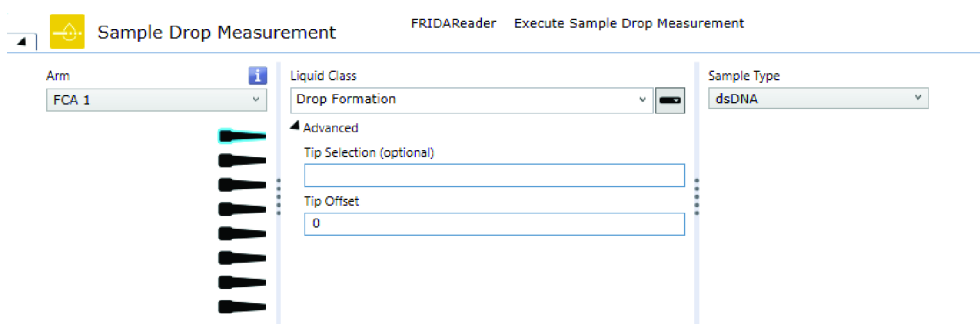 Sample Drop Measurement
FRIDAReader Execute Sample Drop Measurement
Arm
i
FCA 1
Liquid Class
Drop Formation
Advanced
Tip Selection (optional)
Tip Offset
0
Sample Type
dsDNA